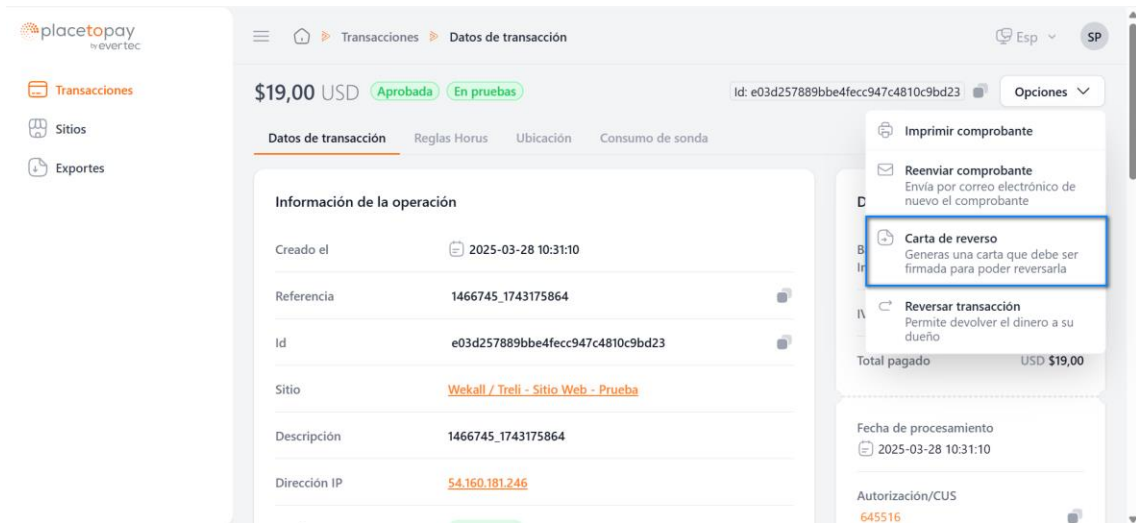 placetopay
by evertec
Transacciones
Datos de transacción
Esp
SP
Transacciones
Sitios
Exportes
$19,00 USD
Aprobada
En pruebas
Id: e03d257889bbe4fecc947c4810c9bd23
Opciones
Datos de transacción
Reglas Horus
Ubicación
Consumo de sonda
Imprimir comprobante
Reenviar comprobante
Envía por correo electrónico de
nuevo el comprobante
Carta de reverso
Generas una carta que debe ser
firmada para poder reversarla
Reversar transacción
Permite devolver el dinero a su
dueño
Información de la operación
Creado el
2025-03-28 10:31:10
Referencia
1466745_1743175864
Id
e03d257889bbe4fecc947c4810c9bd23
Sitio
Wekall / Treli - Sitio Web - Prueba
Descripción
1466745_1743175864
Dirección IP
54.160.181.246
Total pagado
USD $19,00
Fecha de procesamiento
2025-03-28 10:31:10
Autorización/CUS
645516